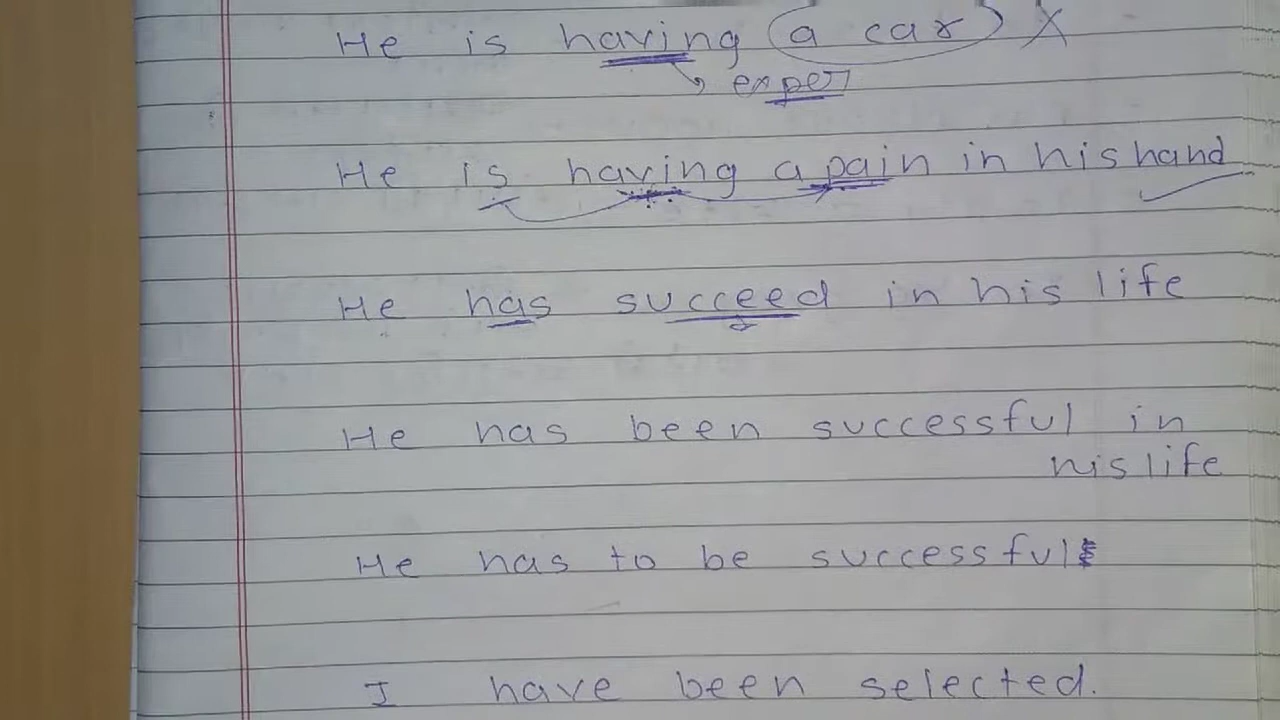 He is having a car X
exper
He is having a pain in his hand
He has succeed in his life
He has been successful in
his life
He has to be successful
I have been selected.